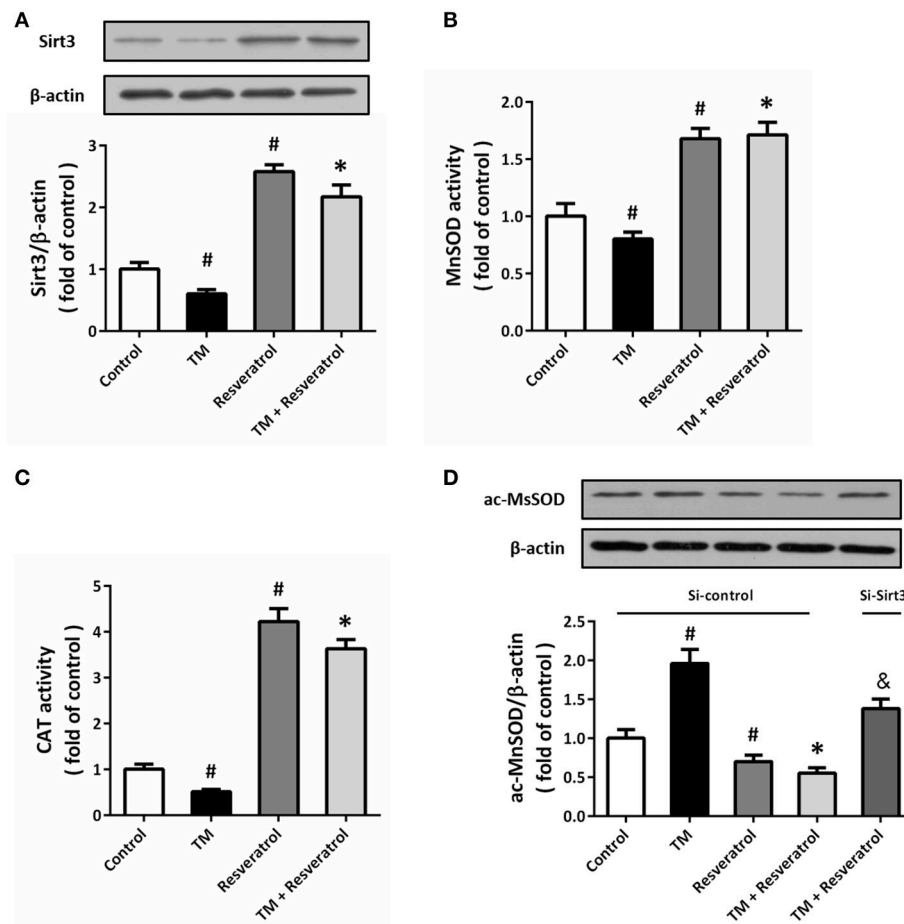 A
Sirt3
β-actin
Sirt3/β-actin
( fold of control )
3
2
1
0
#
#
*
Control
TM
Resveratrol
TM + Resveratrol
B
MnSOD activity
( fold of control )
2.0
1.5
1.0
0.5
0.0
#
#
*
Control
TM
Resveratrol
TM + Resveratrol
C
CAT activity
( fold of control )
5
4
3
2
1
0
#
#
*
Control
TM
Resveratrol
TM + Resveratrol
D
ac-MsSOD
β-actin
Si-control
Si-Sirt3
ac-MnSOD/β-actin
( fold of control )
2.5
2.0
1.5
1.0
0.5
0.0
#
#
*
&
Control
TM
Resveratrol
TM + Resveratrol
TM + Resveratrol